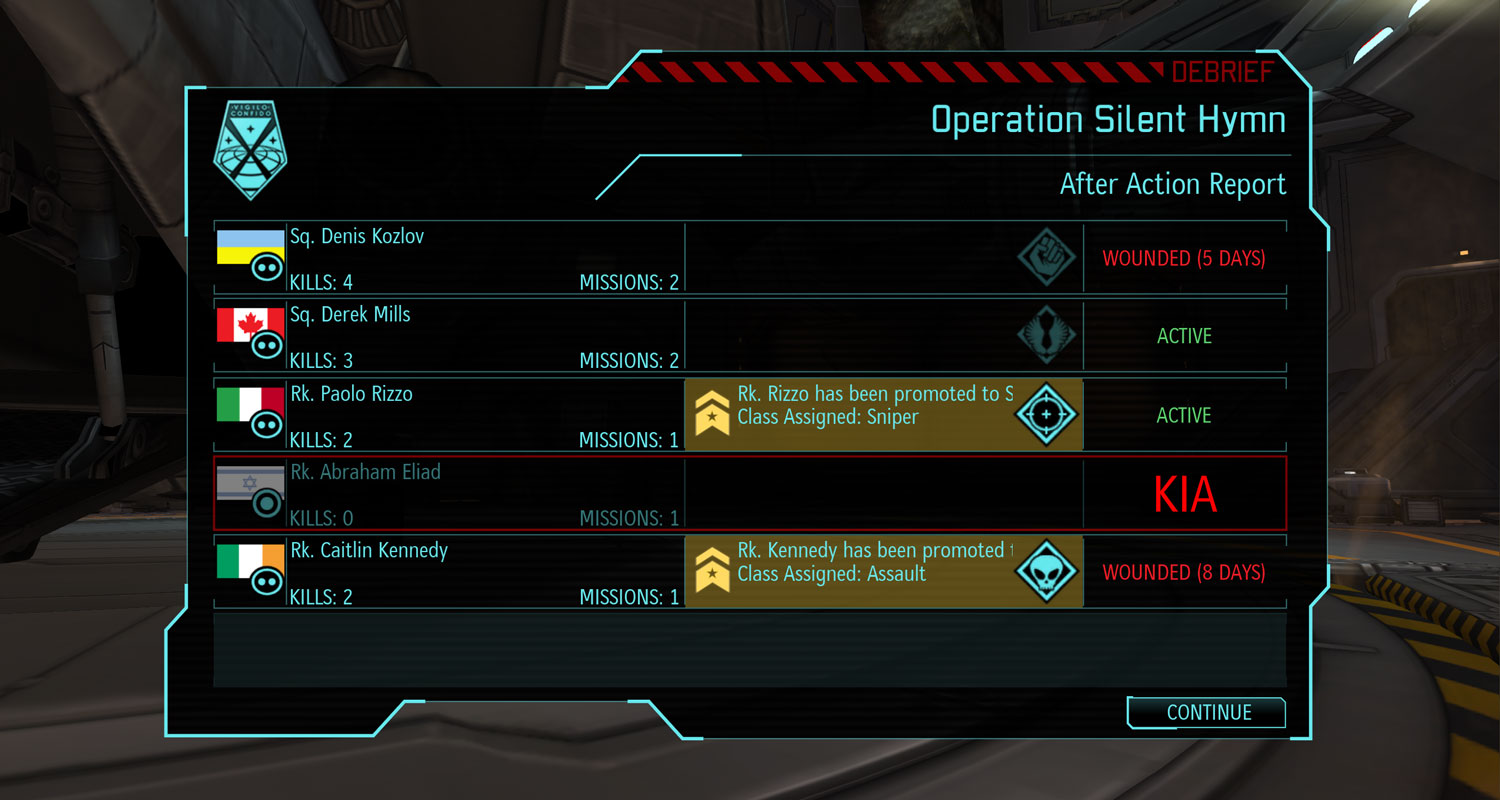 DEBRIEF
VIGILO
CONFIDO
Operation Silent Hymn
After Action Report
Sq. Denis Kozlov
KILLS: 4
MISSIONS: 2
WOUNDED (5 DAYS)
Sq. Derek Mills
KILLS: 3
MISSIONS: 2
ACTIVE
Rk. Paolo Rizzo
KILLS: 2
MISSIONS: 1
Rk. Rizzo has been promoted to S
Class Assigned: Sniper
ACTIVE
Rk. Abraham Eliad
KILLS: 0
MISSIONS: 1
KIA
Rk. Caitlin Kennedy
KILLS: 2
MISSIONS: 1
Rk. Kennedy has been promoted
Class Assigned: Assault
WOUNDED (8 DAYS)
CONTINUE